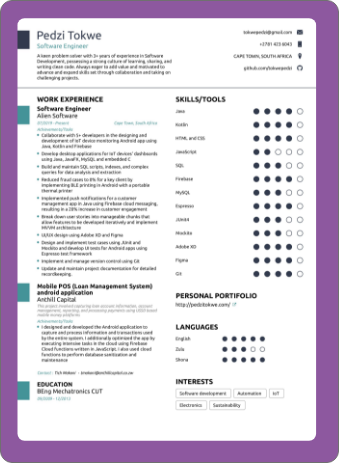 Pedzi Tokwe
Software Engineer
A keen problem solver with 3+ years of experience in Software
Development, possessing a strong culture of learning, sharing, and
writing clean code. Always eager to add value and motivated to
advance and expand skills set through collaboration and taking on
challenging projects.
tokwepedzi@gmail.com
CAPE TOWN, SOUTH AFRICA
github.com/tokwepedzi
WORK EXPERIENCE
Software Engineer
Alien Software
Cape Town, South Africa
Achievements/Tasks
Collaborate with 5+ developers in the designing and
development of IoT device monitoring Android app using
Java, Kotlin and Firebase
Develop desktop applications for IoT devices' dashboards
using Java, JavaFX, MySQL and embedded C
Build and maintain SQL scripts, indexes, and complex
queries for data analysis and extraction
Reduced fraud cases to 0% for a key client by
implementing BLE printing in Android with a portable
thermal printer
Implemented push notifications for a customer
management app in Java using Firebase cloud messaging,
resulting in a 30% increase in customer engagement
Break down user stories into manageable chunks that
allow features to be developed iteratively and implement
MVVM architecture
UI/UX design using Adobe XD and Figma
Design and implement test cases using JUnit and
Mockito and develop UI tests for Android apps using
Espresso test framework
Implement and manage version control using Git
Update and maintain project documentation for detailed
recordkeeping.
Mobile POS (Loan Management System)
android application
Anthill Capital
Achievements/Tasks
I designed and developed the Android application to
capture and process information and transactions used
by the entire system. I additionally optimized the app by
executing intensive tasks in the cloud using Firebase
Cloud functions written in JavaScript. I also used cloud
functions to perform database sanitization and
maintenance
EDUCATION
BEng Mechatronics CUT
SKILLS/TOOLS
Java
Kotlin
HTML and CSS
JavaScript
SQL
Firebase
MySQL
Espresso
JUnit4
Mockito
Adobe XD
Figma
Git
PERSONAL PORTIFOLIO
http://pedzitokwe.com/
LANGUAGES
English
Zulu
Shona
INTERESTS
Software development
Automation
IoT
Electronics
Sustainability